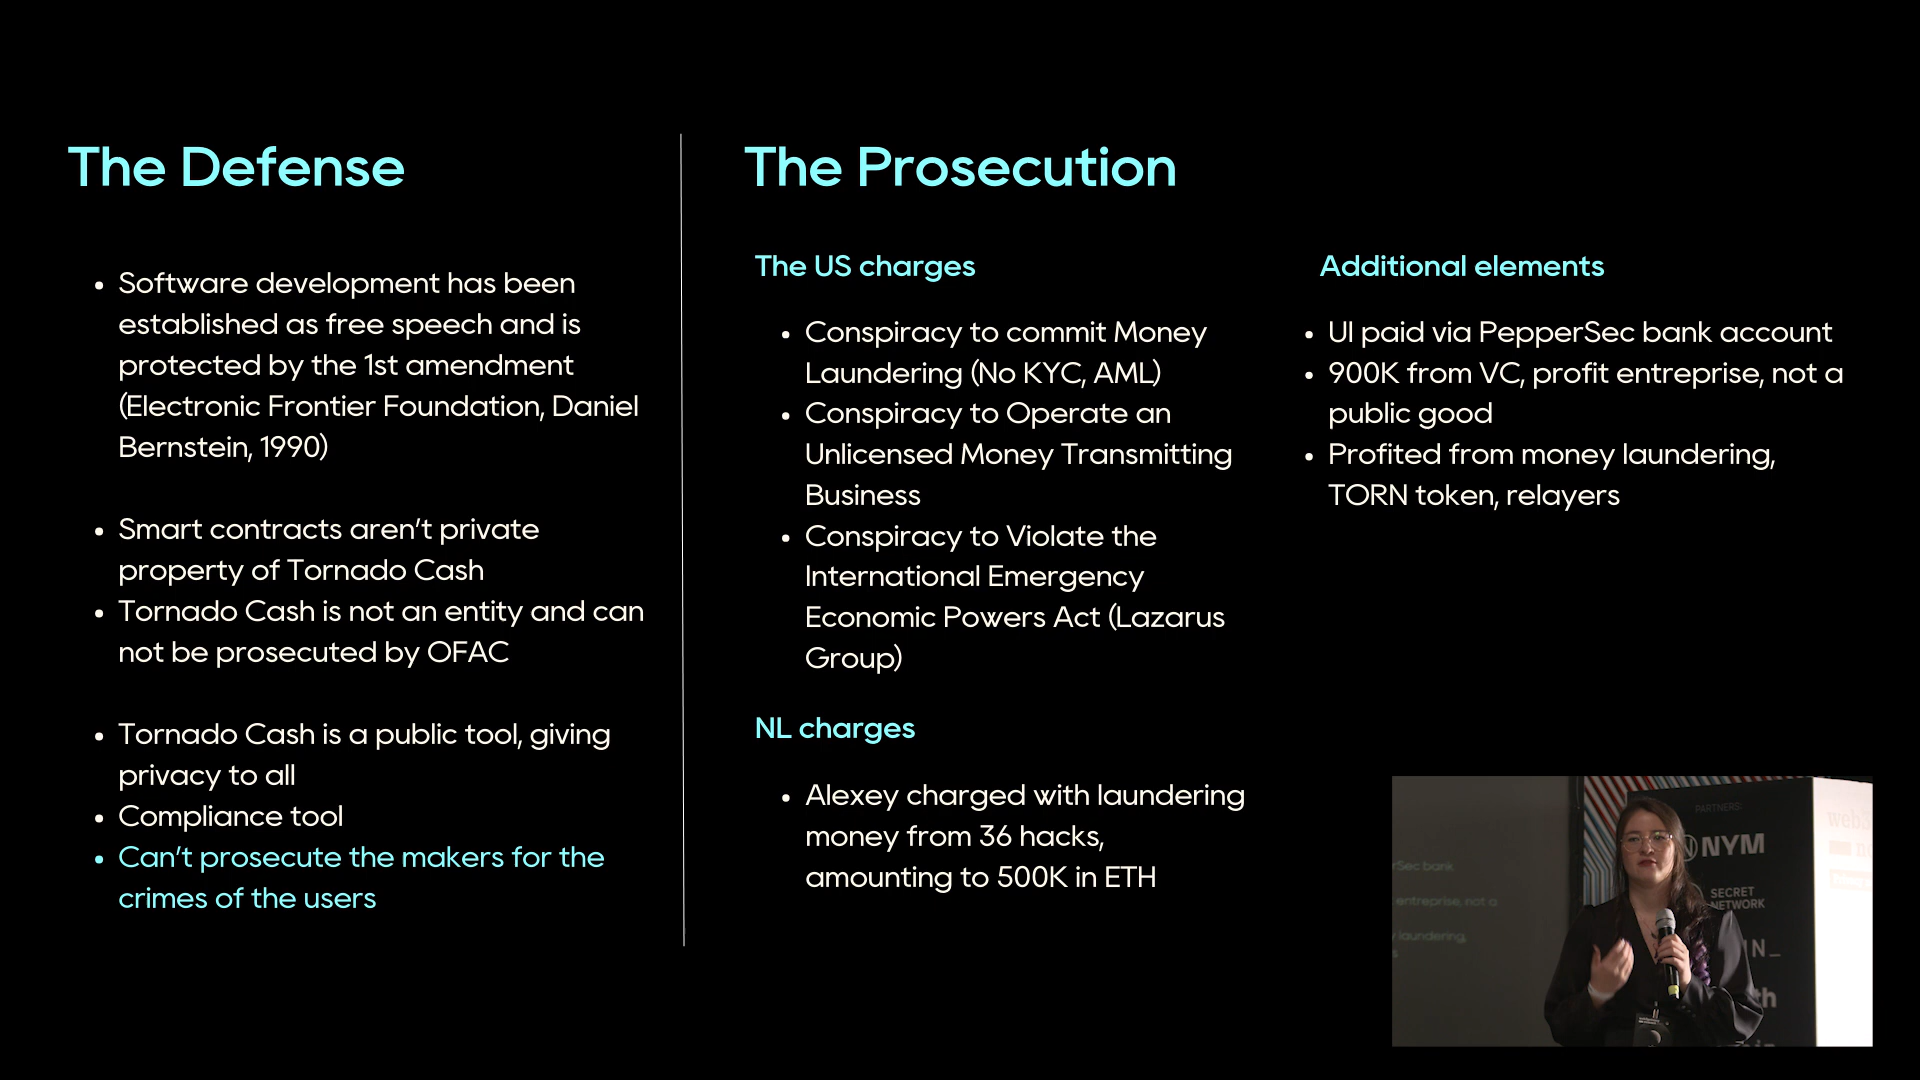 The Defense
• Software development has been
established as free speech and is
protected by the 1st amendment
(Electronic Frontier Foundation, Daniel
Bernstein, 1990)
• Smart contracts aren't private
property of Tornado Cash
• Tornado Cash is not an entity and can
not be prosecuted by OFAC
• Tornado Cash is a public tool, giving
privacy to all
• Compliance tool
• Can't prosecute the makers for the
crimes of the users
The Prosecution
The US charges
• Conspiracy to commit Money
Laundering (No KYC, AML)
• Conspiracy to Operate an
Unlicensed Money Transmitting
Business
• Conspiracy to Violate the
International Emergency
Economic Powers Act (Lazarus
Group)
NL charges
• Alexey charged with laundering
money from 36 hacks,
amounting to 500K in ETH
Additional elements
• UI paid via PepperSec bank account
• 900K from VC, profit entreprise, not a
public good
• Profited from money laundering,
TORN token, relayers
PARTNERS:
NYM
SECRET
NETWORK
rSec bank
entreprise, not a
laundering,